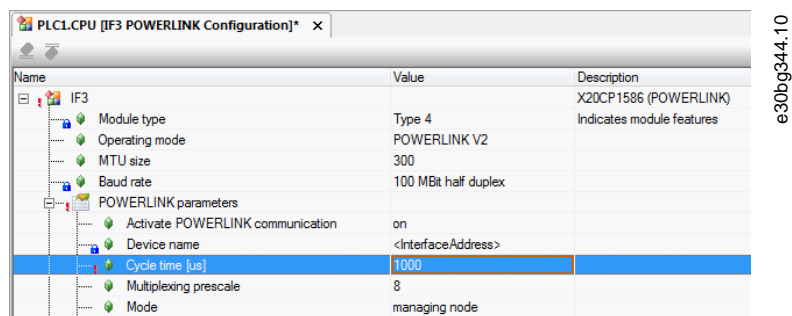 PLC1.CPU [IF3 POWERLINK Configuration]* X
Name Value Description
IF3 X20CP1586 (POWERLINK)
Module type Type 4 Indicates module features
Operating mode POWERLINK V2
MTU size 300
Baud rate 100 MBit half duplex
POWERLINK parameters
Activate POWERLINK communication on
Device name <InterfaceAddress>
Cycle time [us] 1000
Multiplexing prescale 8
Mode managing node
e30bg344.10